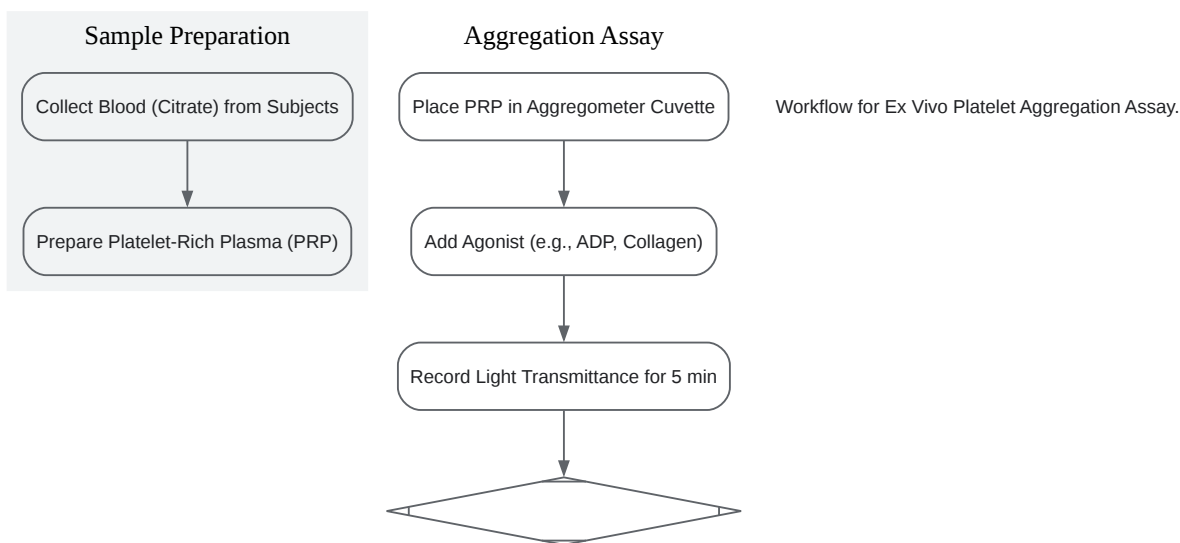 Sample Preparation
Collect Blood (Citrate) from Subjects
Prepare Platelet-Rich Plasma (PRP)
Aggregation Assay
Place PRP in Aggregometer Cuvette
Add Agonist (e.g., ADP, Collagen)
Record Light Transmittance for 5 min
Workflow for Ex Vivo Platelet Aggregation Assay.